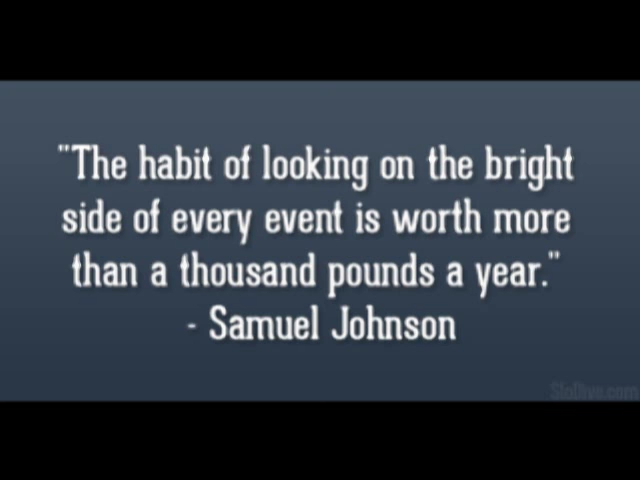 "The habit of looking on the bright
side of every event is worth more
than a thousand pounds a year."
- Samuel Johnson